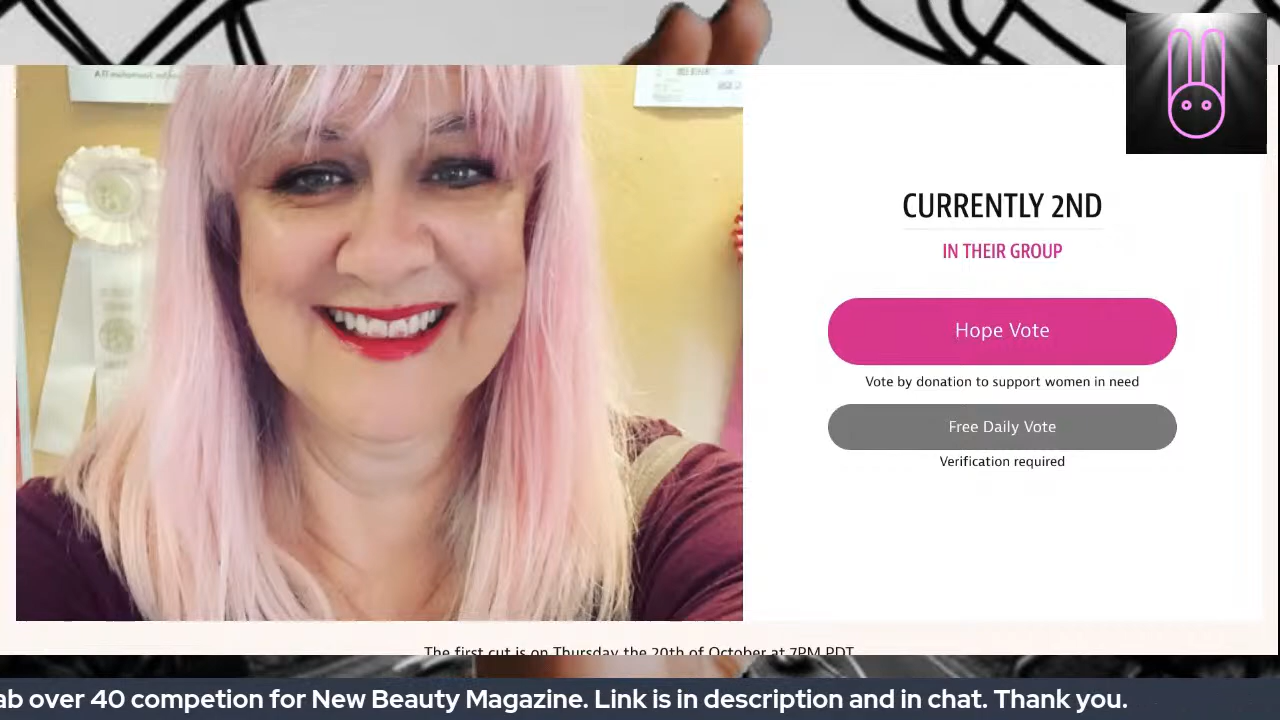 CURRENTLY 2ND
IN THEIR GROUP
Hope Vote
Vote by donation to support women in need
Free Daily Vote
Verification required
The first cut is on Thursday the 20th of October at 7PM PDT
ab over 40 competion for New Beauty Magazine. Link is in description and in chat. Thank you.